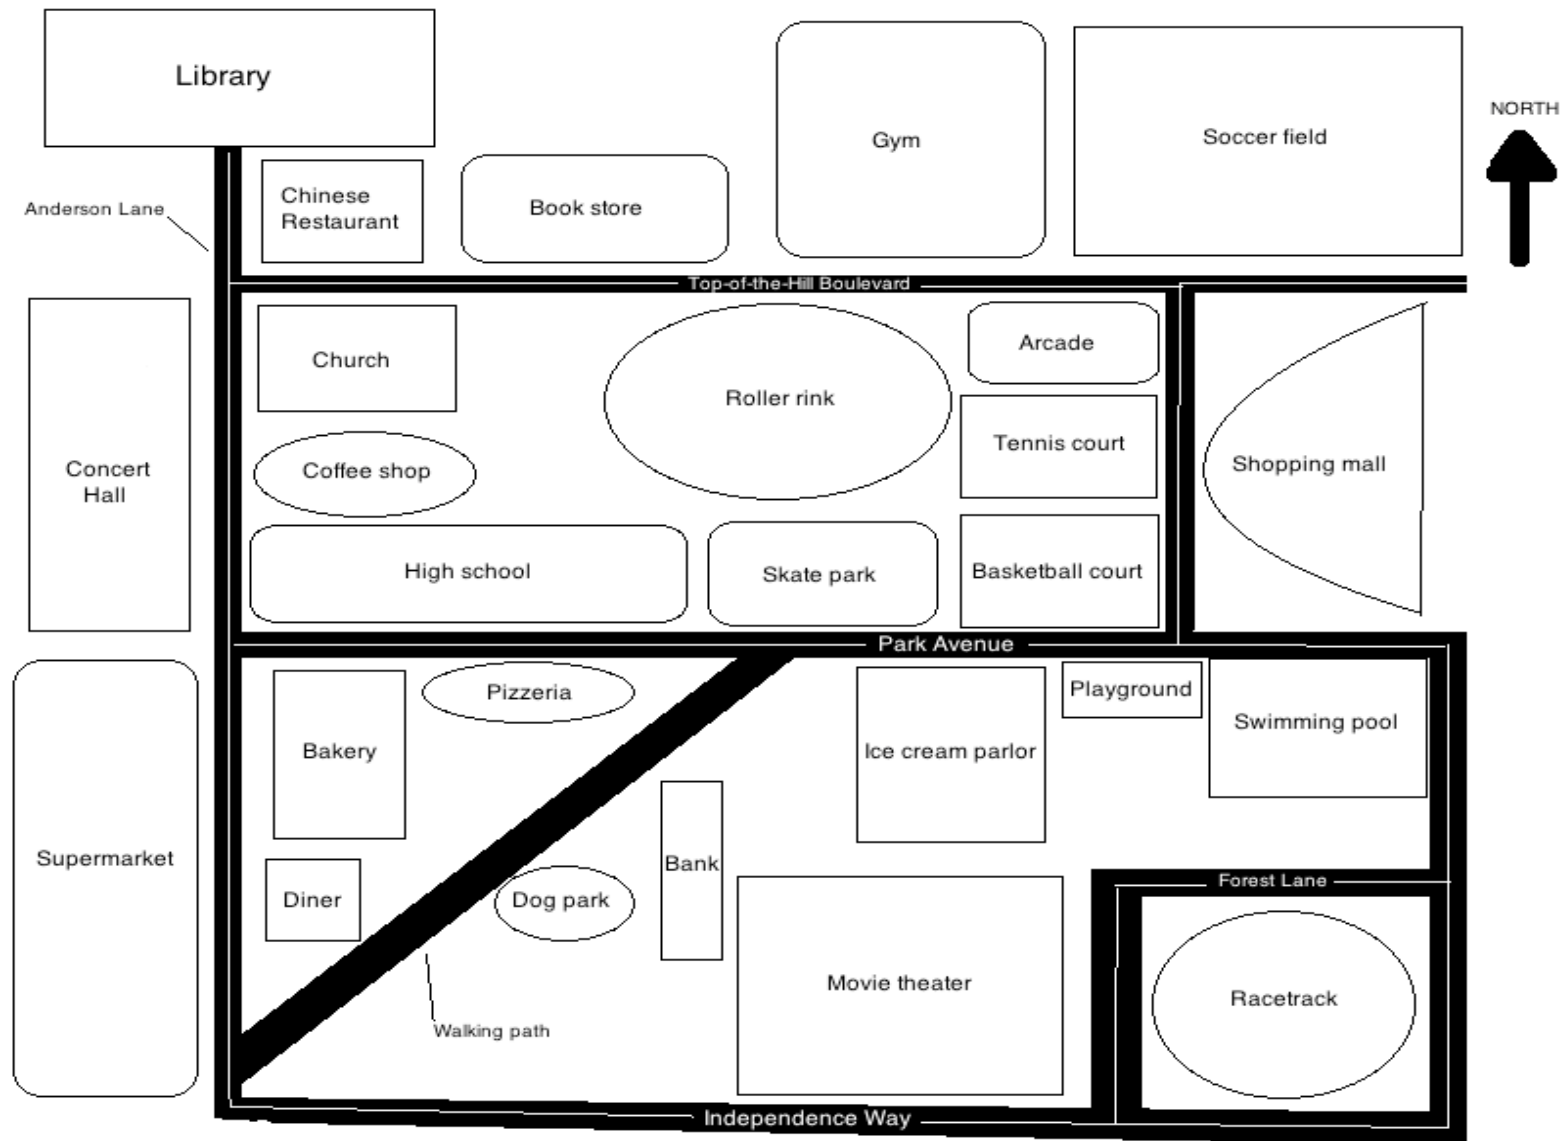 Library
Gym
Soccer field
NORTH
Chinese
Restaurant
Book store
Anderson Lane
Top-of-the-Hill Boulevard
Church
Roller rink
Arcade
Tennis court
Shopping mall
Concert
Hall
Coffee shop
High school
Skate park
Basketball court
Park Avenue
Pizzeria
Playground
Swimming pool
Bakery
Ice cream parlor
Supermarket
Bank
Diner
Dog park
Forest Lane
Movie theater
Racetrack
Walking path
Independence Way